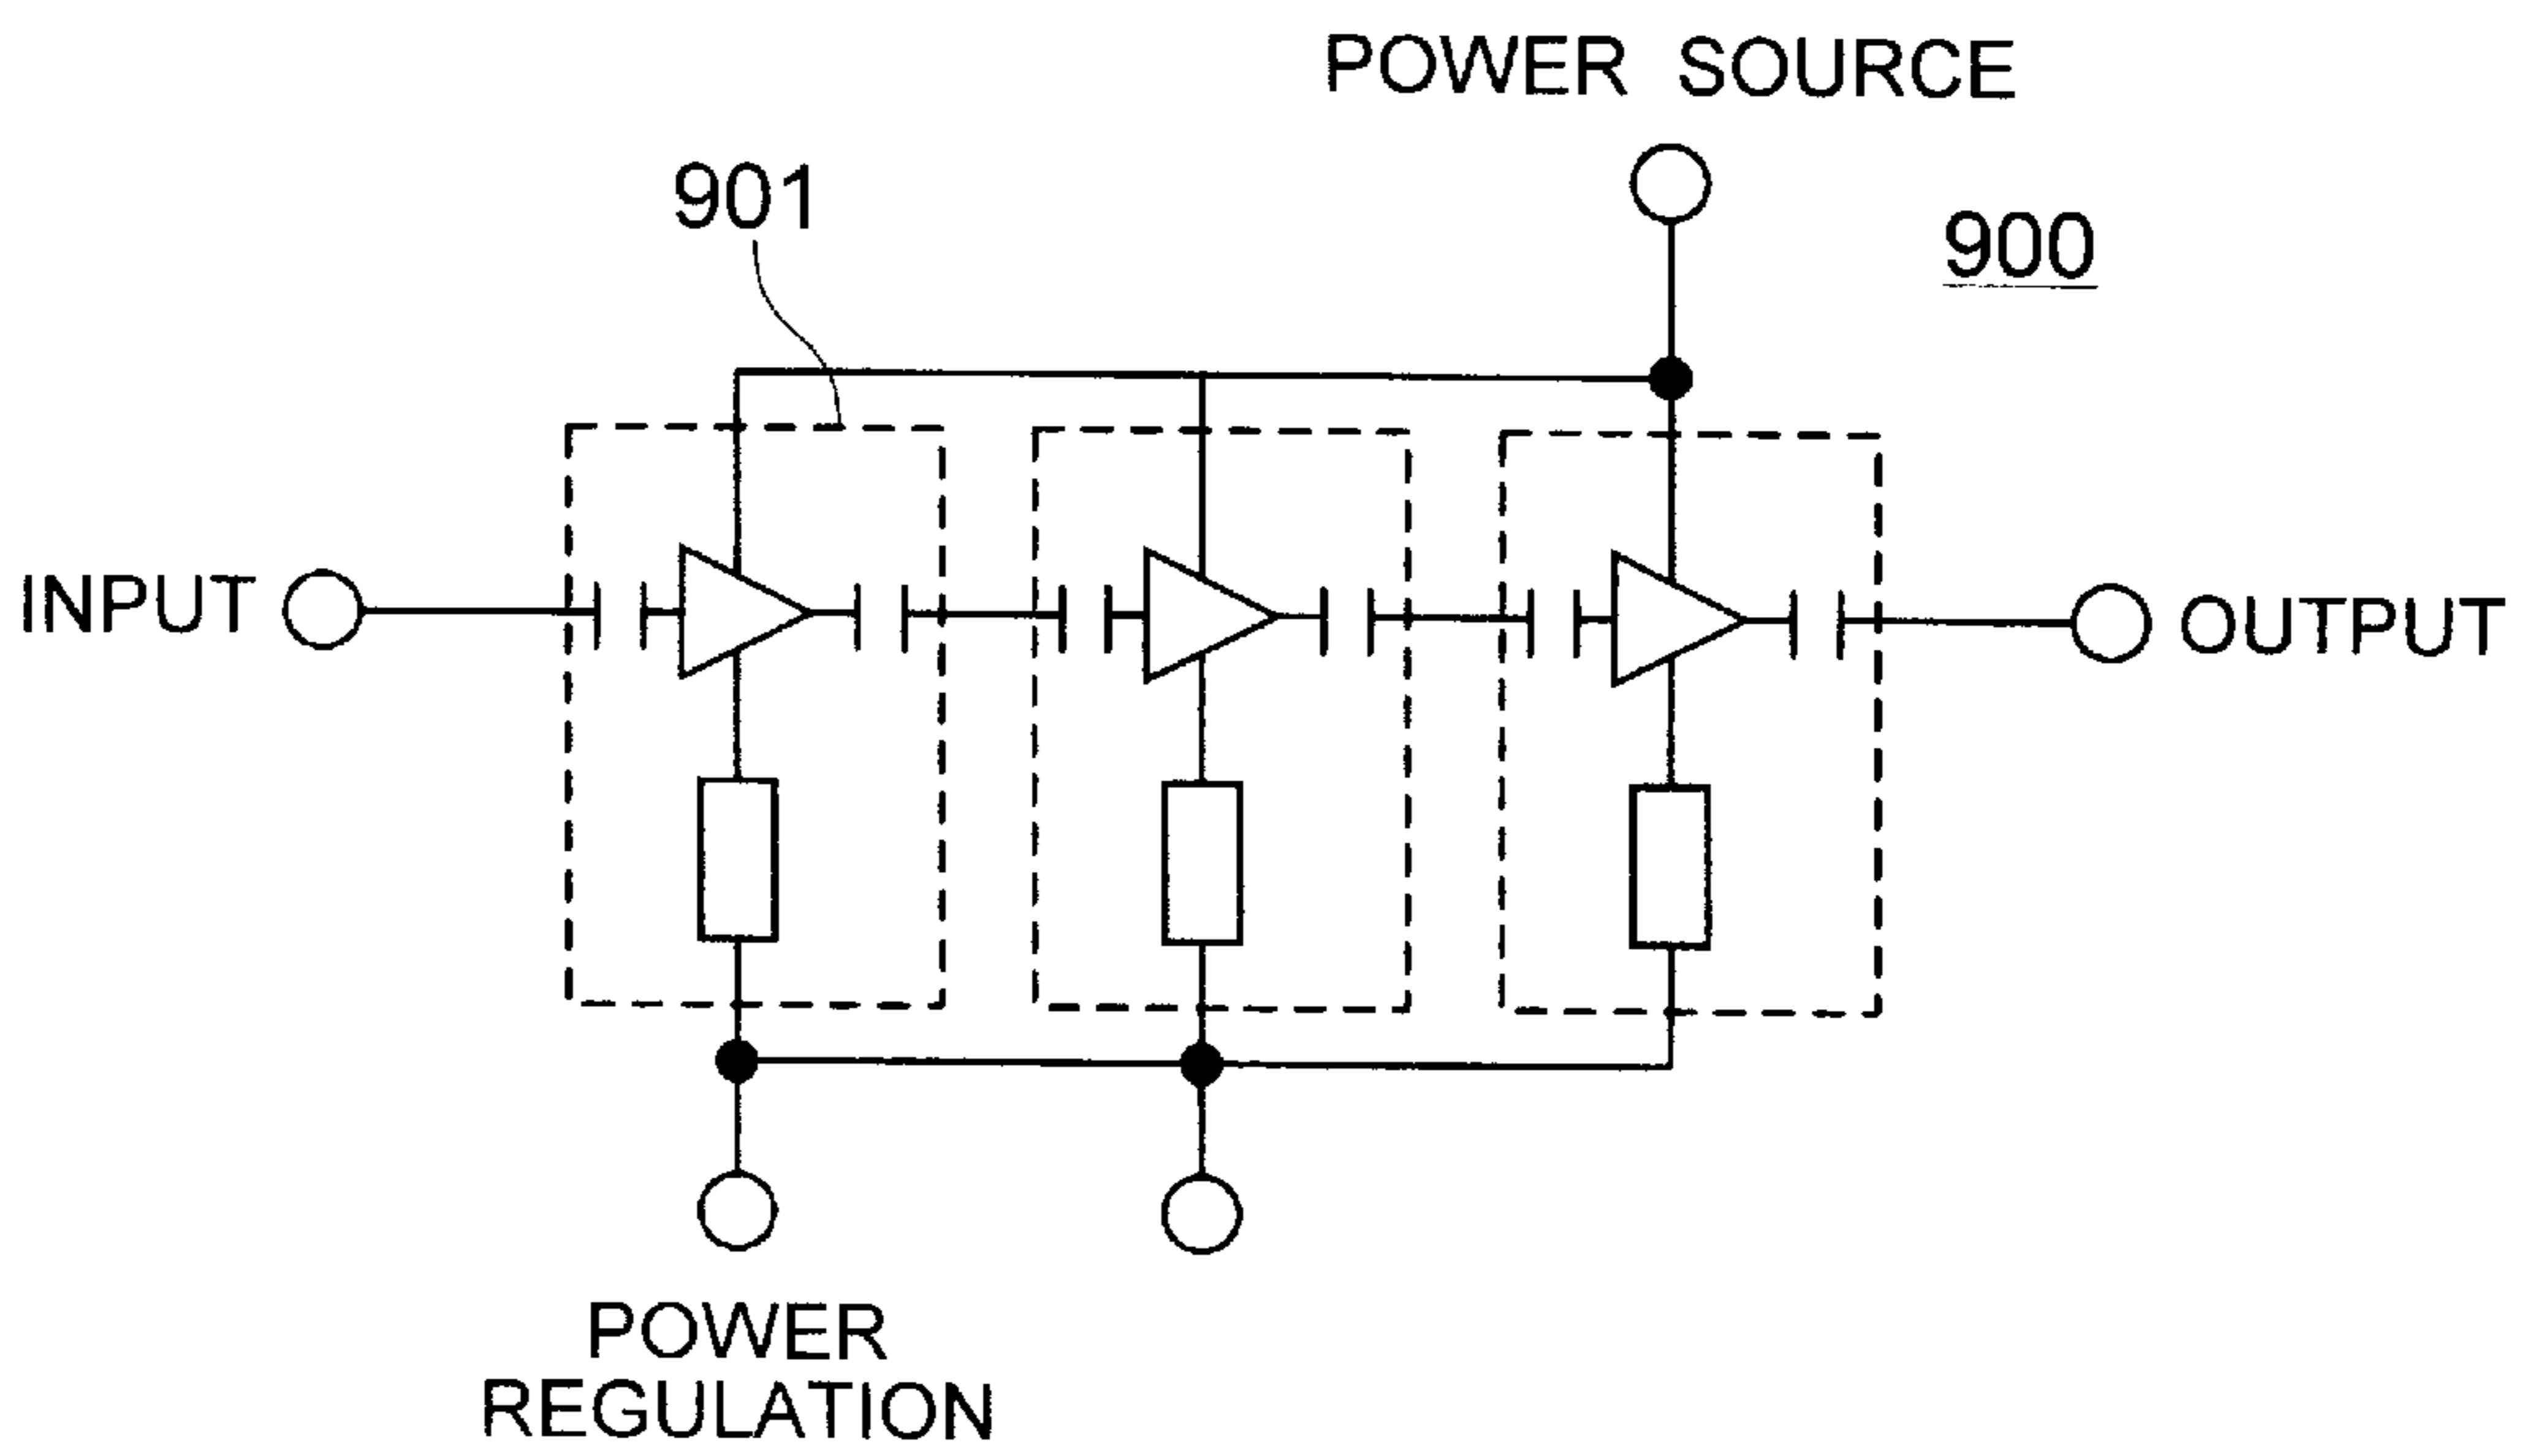 POWER SOURCE
901
900
INPUT
OUTPUT
POWER
REGULATION